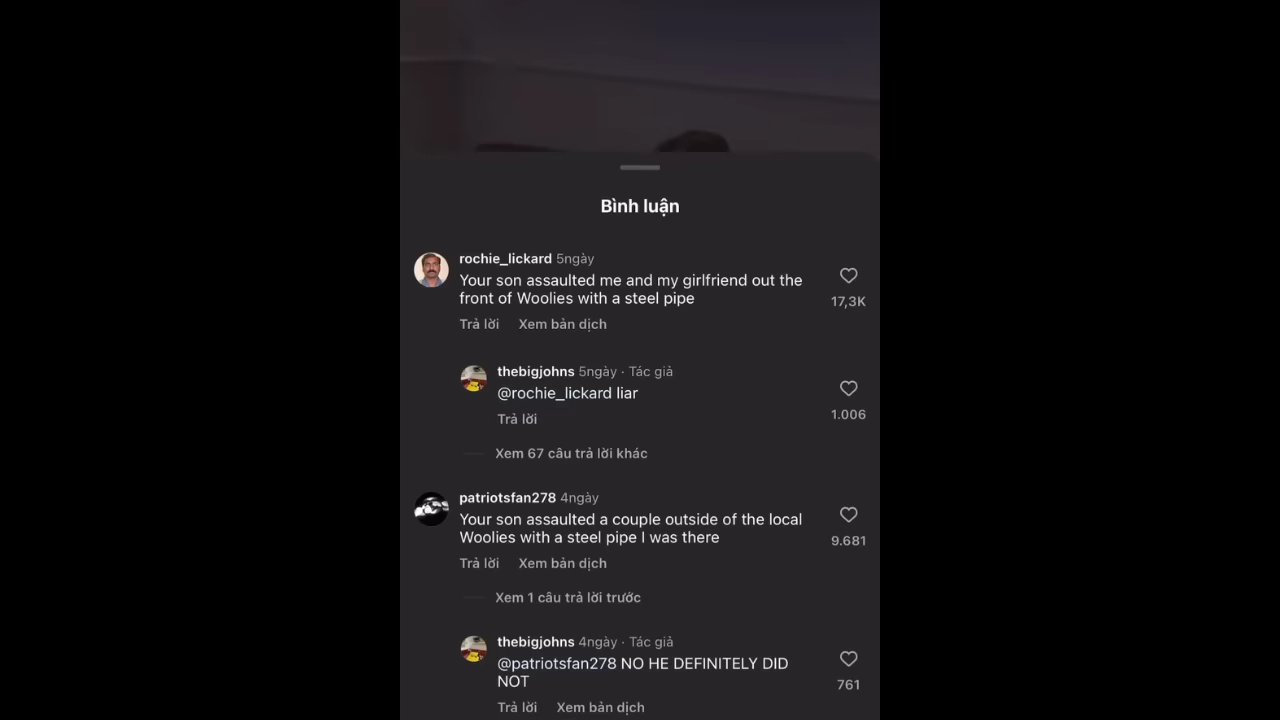 Bình luận
rochie_lickard 5ngày
Your son assaulted me and my girlfriend out the
front of Woolies with a steel pipe
17,3K
Trả lời Xem bản dịch
thebigjohns 5ngày · Tác giả
@rochie_lickard liar
1.006
Trả lời
Xem 67 câu trả lời khác
patriotsfan278 4ngày
Your son assaulted a couple outside of the local
Woolies with a steel pipe I was there
9.681
Trả lời Xem bản dịch
Xem 1 câu trả lời trước
thebigjohns 4ngày · Tác giả
@patriotsfan278 NO HE DEFINITELY DID
NOT
761
Trả lời Xem bản dịch